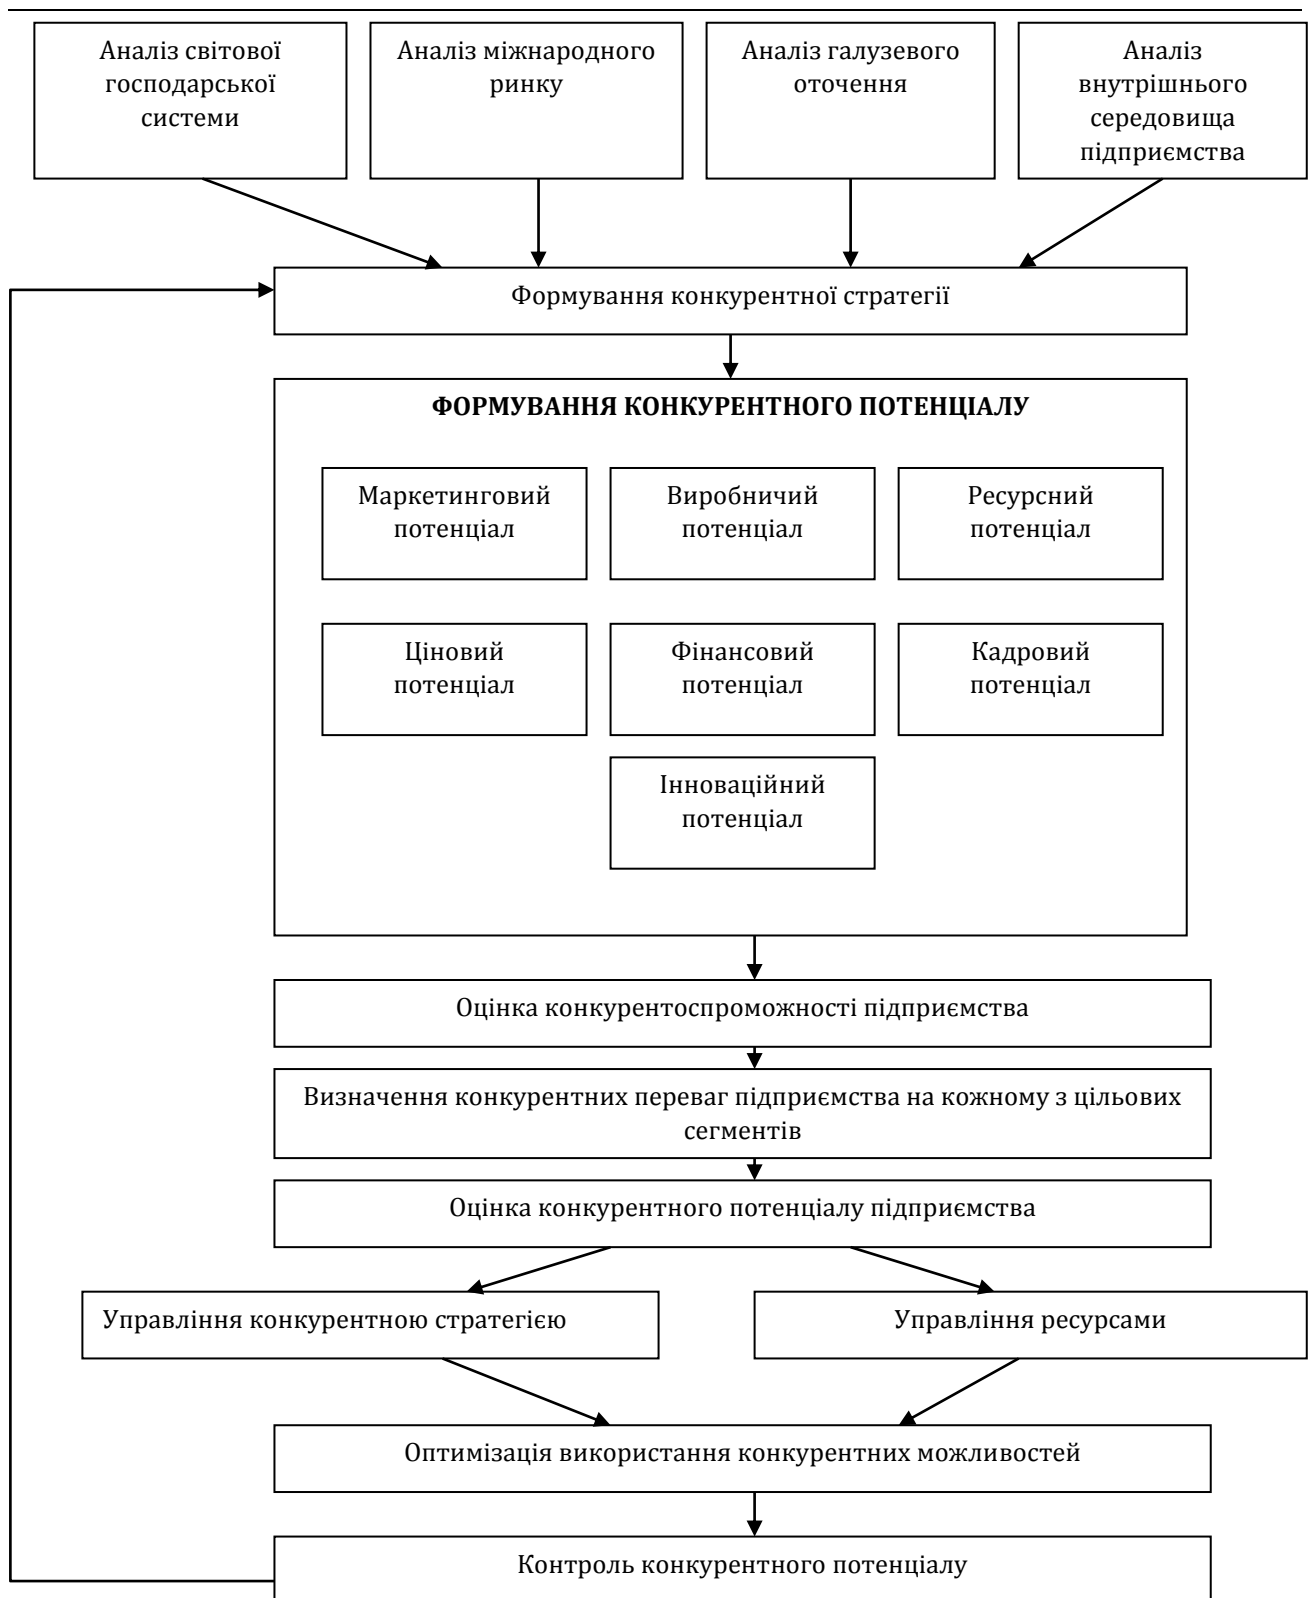 Аналіз світової
господарської
системи
Аналіз міжнародного
ринку
Аналіз галузевого
оточення
Аналіз
внутрішнього
середовища
підприємства
Формування конкурентної стратегії
ФОРМУВАННЯ КОНКУРЕНТНОГО ПОТЕНЦІАЛУ
Маркетинговий
потенціал
Виробничий
потенціал
Ресурсний
потенціал
Ціновий
потенціал
Фінансовий
потенціал
Кадровий
потенціал
Інноваційний
потенціал
Оцінка конкурентоспроможності підприємства
Визначення конкурентних переваг підприємства на кожному з цільових
сегментів
Оцінка конкурентного потенціалу підприємства
Управління конкурентною стратегією
Управління ресурсами
Оптимізація використання конкурентних можливостей
Контроль конкурентного потенціалу